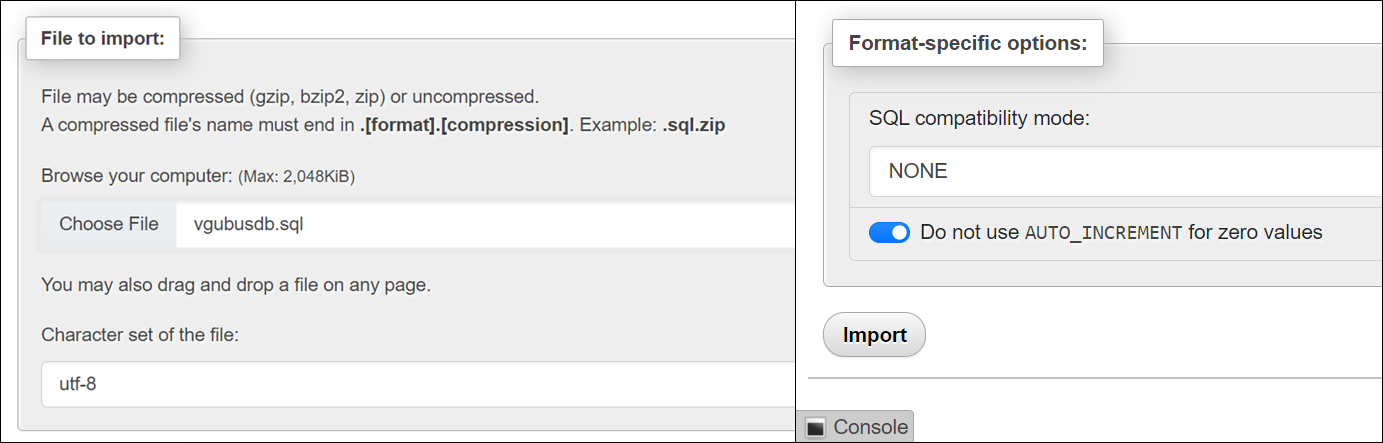 File to import:
File may be compressed (gzip, bzip2, zip) or uncompressed.
A compressed file's name must end in .[format].[compression]. Example: .sql.zip
Browse your computer: (Max: 2,048KiB)
Choose File vgubusdb.sql
You may also drag and drop a file on any page.
Character set of the file:
utf-8
Format-specific options:
SQL compatibility mode:
NONE
Do not use AUTO_INCREMENT for zero values
Import
Console